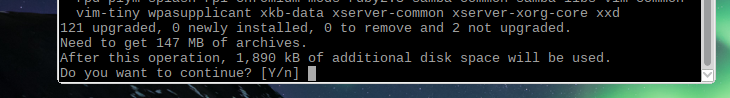 vim-tiny wpasupplicant xkb-data xserver-common xserver-xorg-core xxd
121 upgraded, 0 newly installed, 0 to remove and 2 not upgraded.
Need to get 147 MB of archives.
After this operation, 1,890 kB of additional disk space will be used.
Do you want to continue? [Y/n]